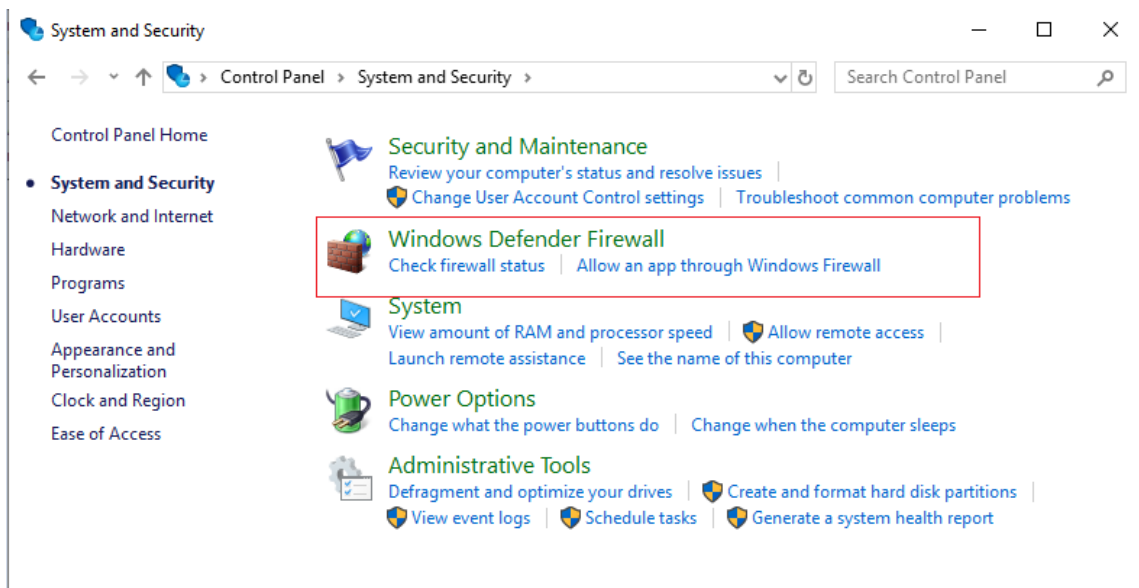 System and Security
Control Panel > System and Security >
Search Control Panel
Control Panel Home
System and Security
Network and Internet
Hardware
Programs
User Accounts
Appearance and
Personalization
Clock and Region
Ease of Access
Security and Maintenance
Review your computer's status and resolve issues
Change User Account Control settings
Troubleshoot common computer problems
Windows Defender Firewall
Check firewall status
Allow an app through Windows Firewall
System
View amount of RAM and processor speed
Allow remote access
Launch remote assistance
See the name of this computer
Power Options
Change what the power buttons do
Change when the computer sleeps
Administrative Tools
Defragment and optimize your drives
Create and format hard disk partitions
View event logs
Schedule tasks
Generate a system health report